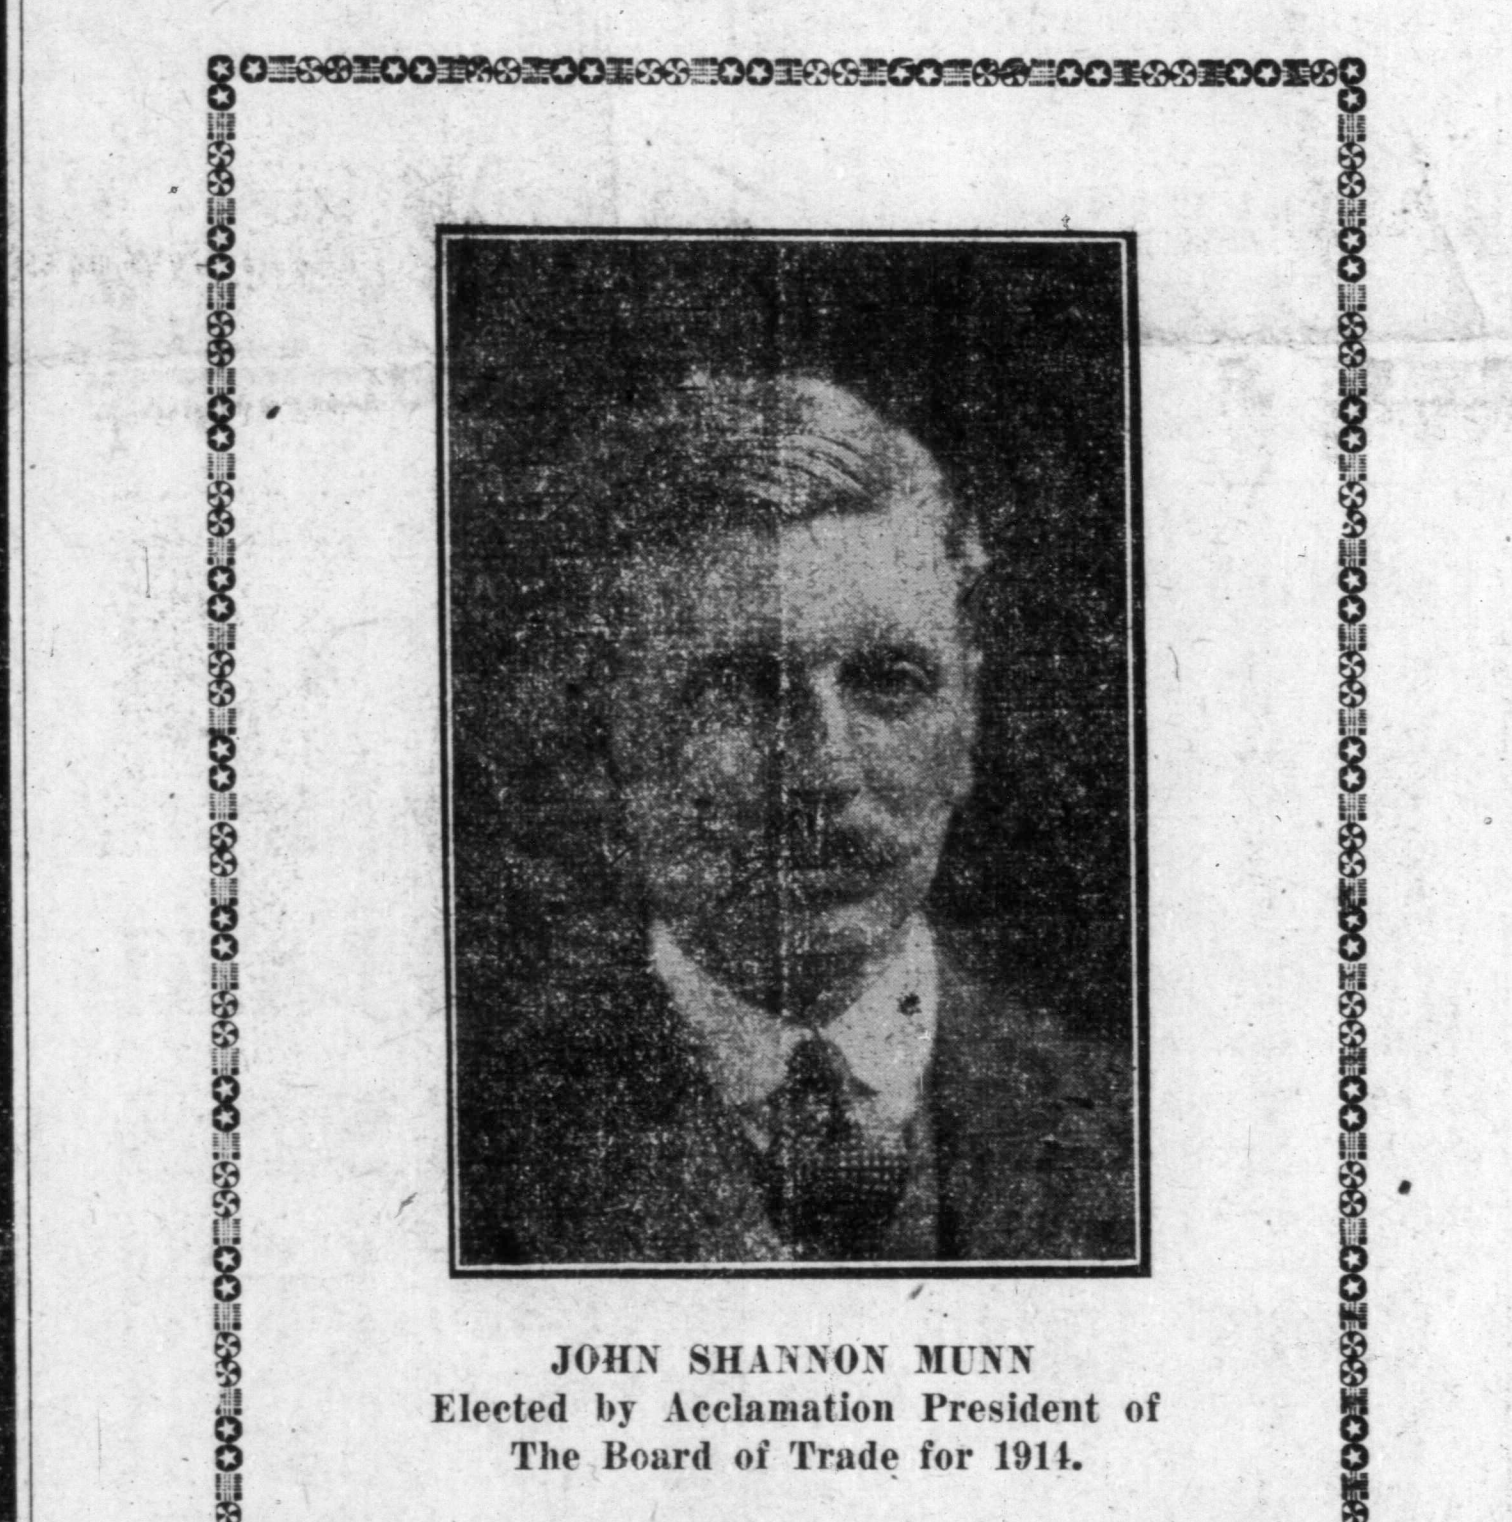 JOHN SHANNON MUNN
Elected by Acclamation President of
The Board of Trade for 1914.